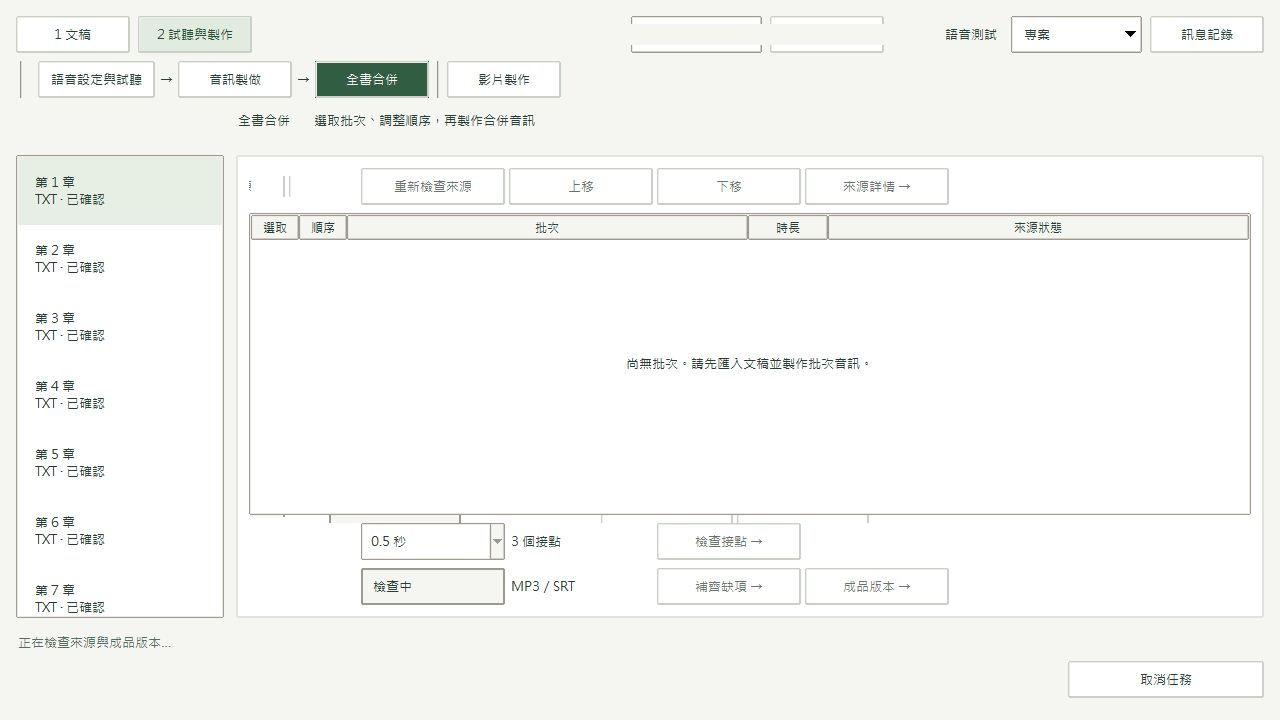 1 文稿
2 試聽與製作
語音測試
專案
訊息記錄
語音設定與試聽
→
音訊製做
→
全書合併
影片製作
全書合併
選取批次、調整順序，再製作合併音訊
第 1 章
TXT · 已確認
第 2 章
TXT · 已確認
第 3 章
TXT · 已確認
第 4 章
TXT · 已確認
第 5 章
TXT · 已確認
第 6 章
TXT · 已確認
第 7 章
TXT · 已確認
重新檢查來源
上移
下移
來源詳情 →
選取
順序
批次
時長
來源狀態
尚無批次。請先匯入文稿並製作批次音訊。
0.5 秒
3 個接點
檢查接點 →
檢查中
MP3 / SRT
補齊缺項 →
成品版本 →
正在檢查來源與成品版本...
取消任務